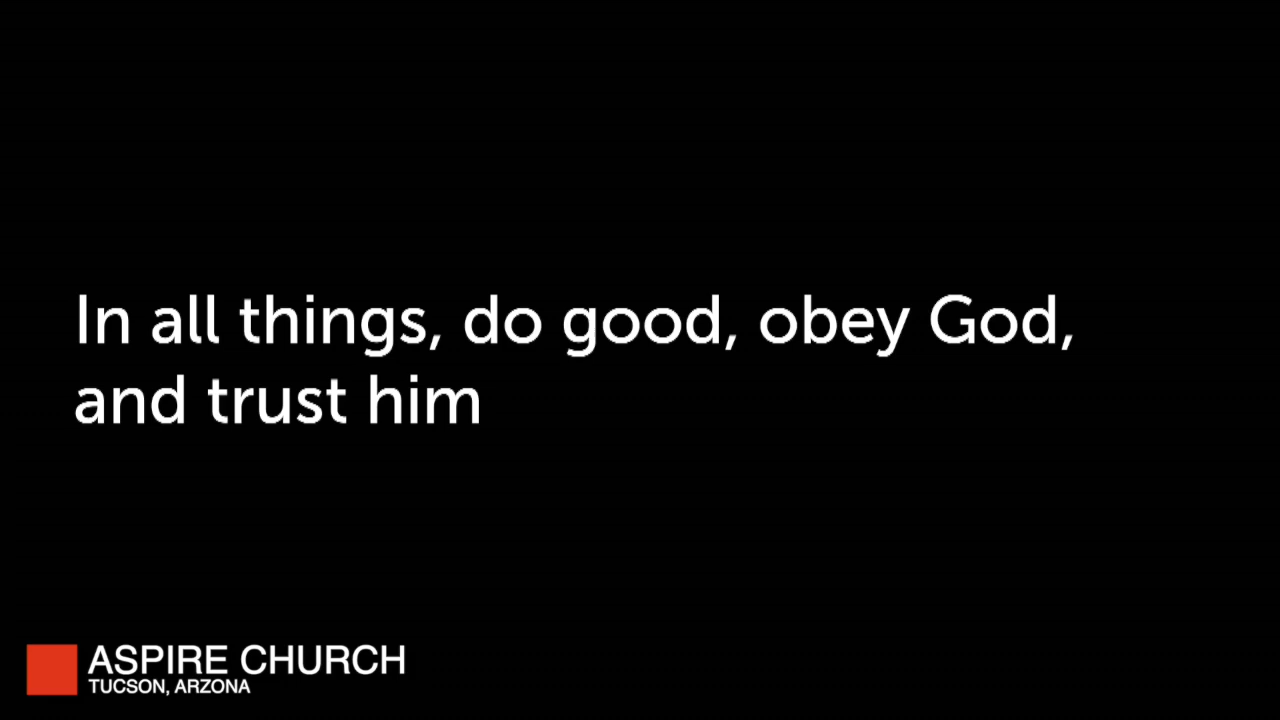 In all things, do good, obey God,
and trust him
ASPIRE CHURCH
TUCSON, ARZONA